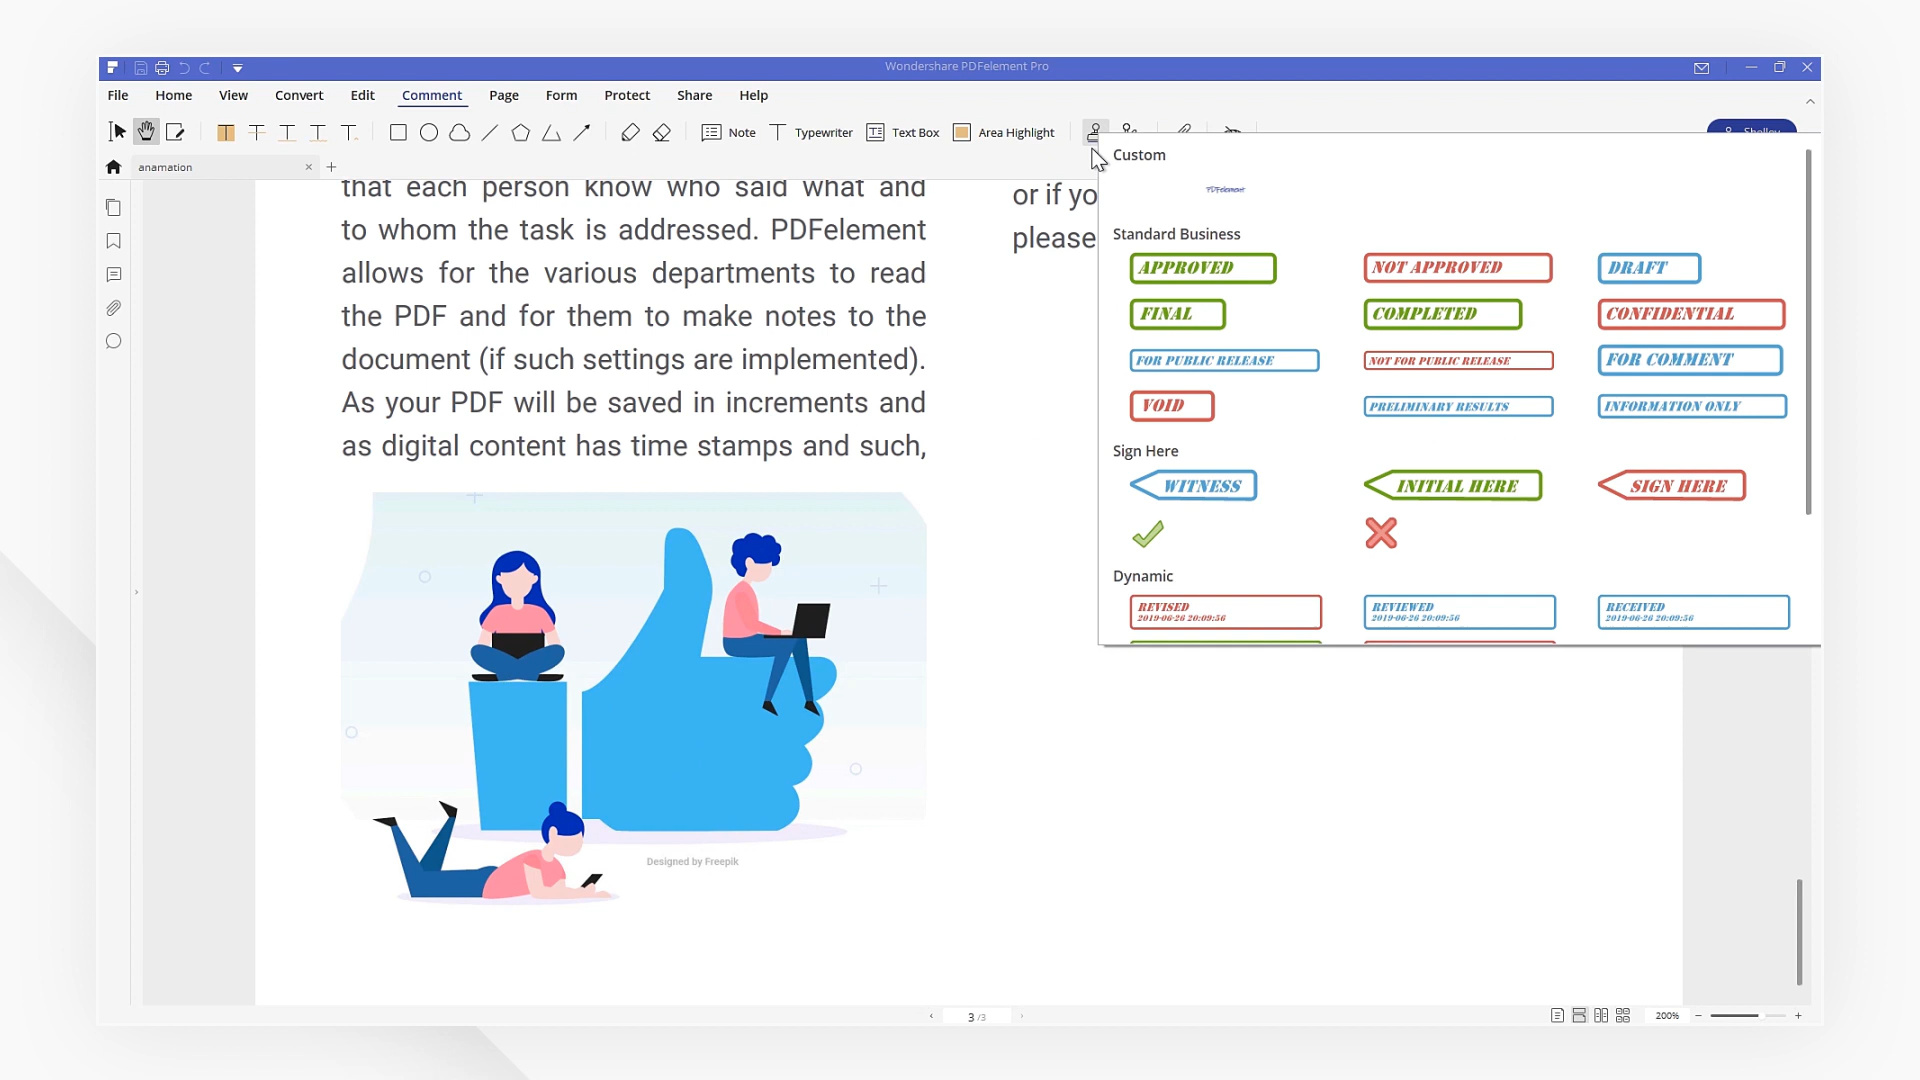 Wondershare PDFelement Pro
File Home View Convert Edit Comment Page Form Protect Share Help
Note Typewriter Text Box Area Highlight
anamation
that each person know who said what and
to whom the task is addressed. PDFelement
allows for the various departments to read
the PDF and for them to make notes to the
document (if such settings are implemented).
As your PDF will be saved in increments and
as digital content has time stamps and such,
Designed by Freepik
or if yo
please
Custom
PDFelement
Standard Business
APPROVED NOT APPROVED DRAFT
FINAL COMPLETED CONFIDENTIAL
FOR PUBLIC RELEASE NOT FOR PUBLIC RELEASE FOR COMMENT
VOID PRELIMINARY RESULTS INFORMATION ONLY
Sign Here
WITNESS INITIAL HERE SIGN HERE
Dynamic
REVISED REVIEWED RECEIVED
2019-06-26 20:09:56 2019-06-26 20:09:56 2019-06-26 20:09:56
3 /3
200%